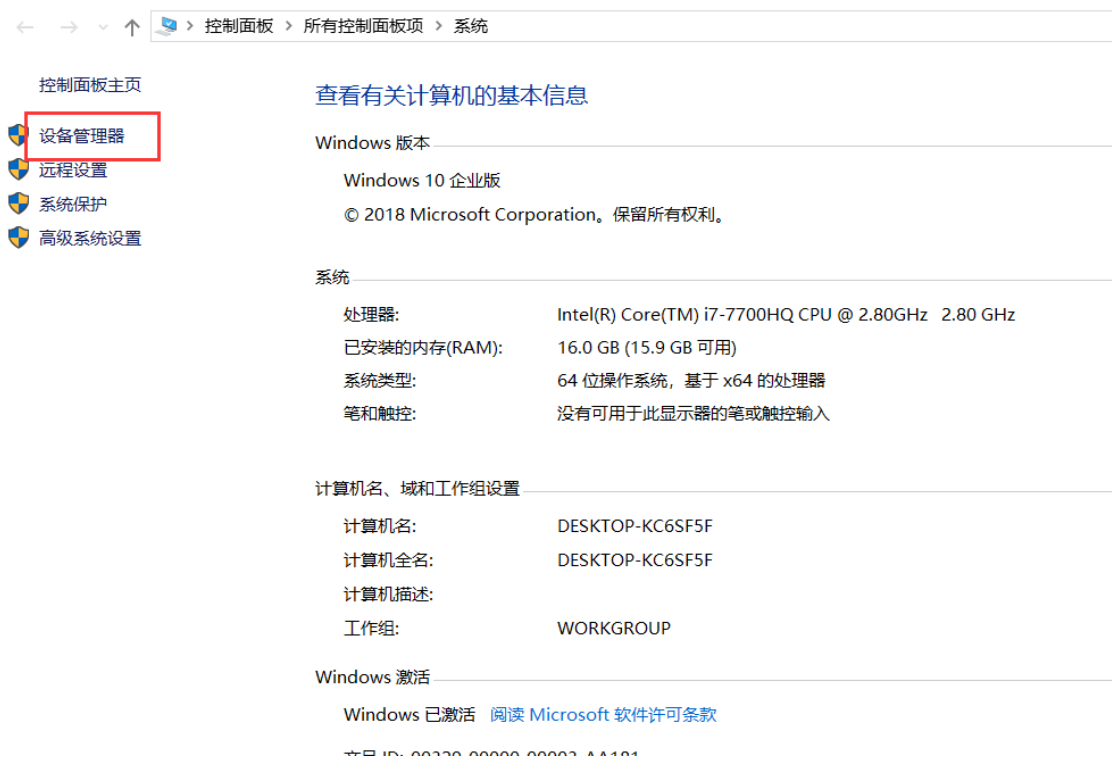 控制面板 › 所有控制面板项 › 系统
控制面板主页
设备管理器
远程设置
系统保护
高级系统设置
查看有关计算机的基本信息
Windows 版本
Windows 10 企业版
© 2018 Microsoft Corporation。保留所有权利。
系统
处理器: Intel(R) Core(TM) i7-7700HQ CPU @ 2.80GHz 2.80 GHz
已安装的内存(RAM): 16.0 GB (15.9 GB 可用)
系统类型: 64 位操作系统，基于 x64 的处理器
笔和触控: 没有可用于此显示器的笔或触控输入
计算机名、域和工作组设置
计算机名: DESKTOP-KC6SF5F
计算机全名: DESKTOP-KC6SF5F
计算机描述:
工作组: WORKGROUP
Windows 激活
Windows 已激活 阅读 Microsoft 软件许可条款